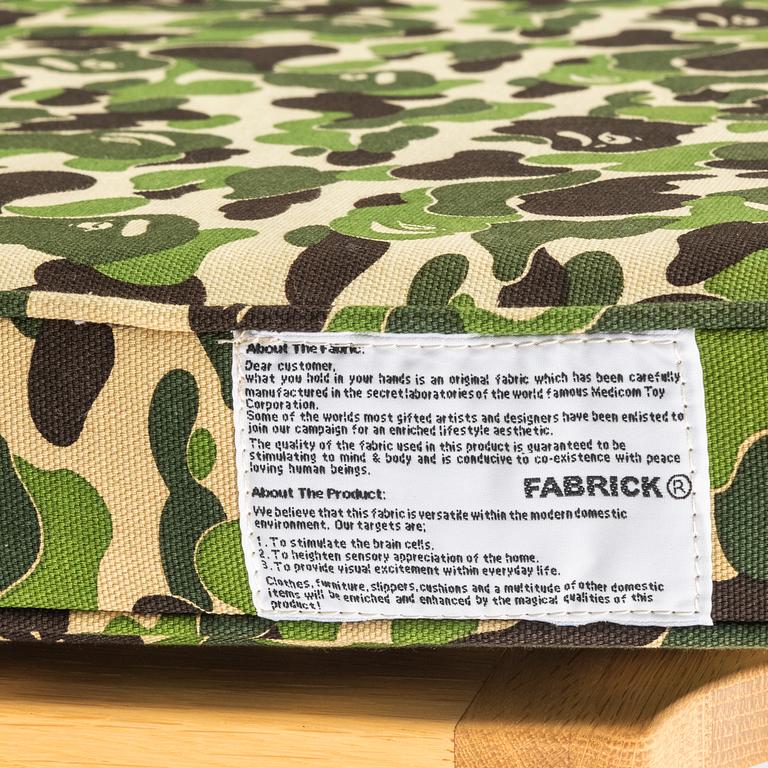 About The Fabric:
Dear customer,
what you hold in your hands is an original fabric which has been carefully
manufactured in the secret laboratories of the world famous Medicom Toy
Corporation.
Some of the worlds most gifted artists and designers have been enlisted to
join our campaign for an enriched lifestyle aesthetic.
The quality of the fabric used in this product is guaranteed to be
stimulating to mind & body and is conducive to co-existence with peace
loving human beings.
FABRICK®
About The Product:
We believe that this fabric is versatile within the modern domestic
environment. Our targets are;
1. To stimulate the brain cells.
2. To heighten sensory appreciation of the home.
3. To provide visual excitement within everyday life.
Clothes, furniture, slippers, cushions and a multitude of other domestic
items will be enriched and enhanced by the magical qualities of this
product!